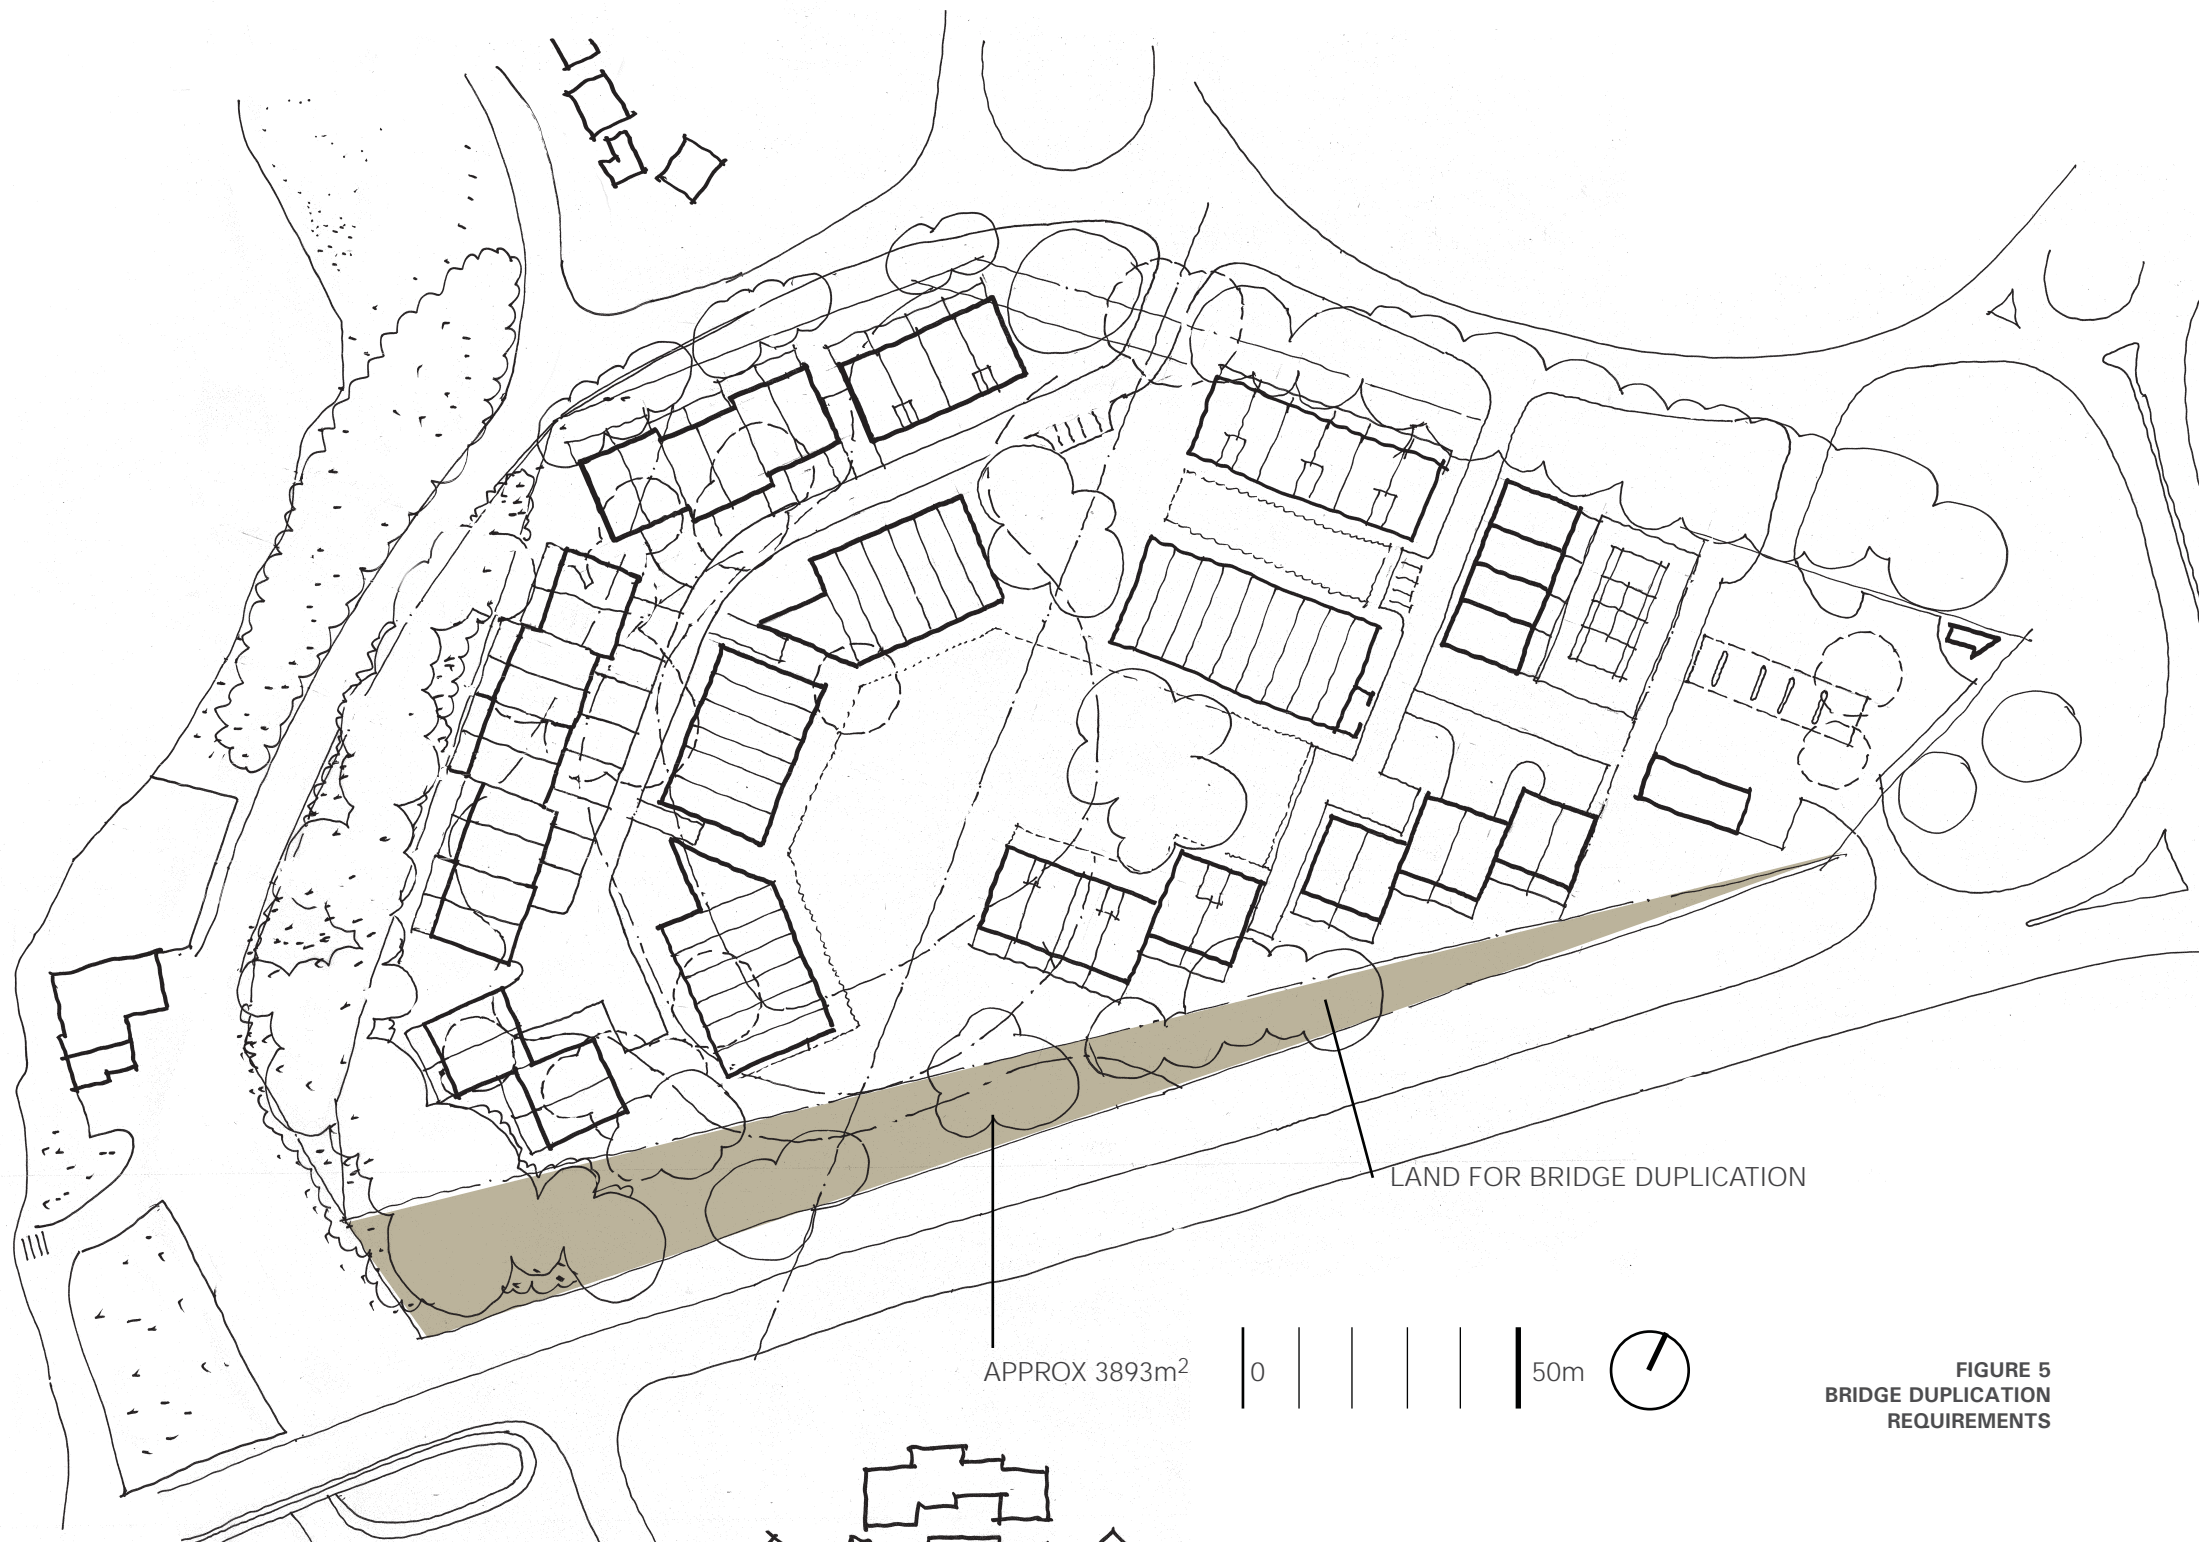 LAND FOR BRIDGE DUPLICATION
APPROX 3893m²
0
50m
FIGURE 5
BRIDGE DUPLICATION
REQUIREMENTS